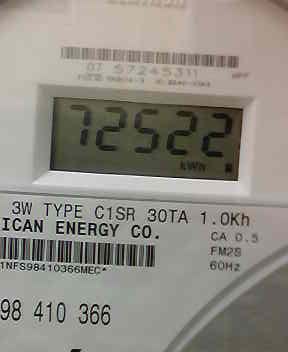 07 57245311
72522
kWh
3W TYPE C1SR 30TA 1.0Kh
ICAN ENERGY CO.
CA 0.5
FM2S
60Hz
1NFS98410366MEC*
98 410 366